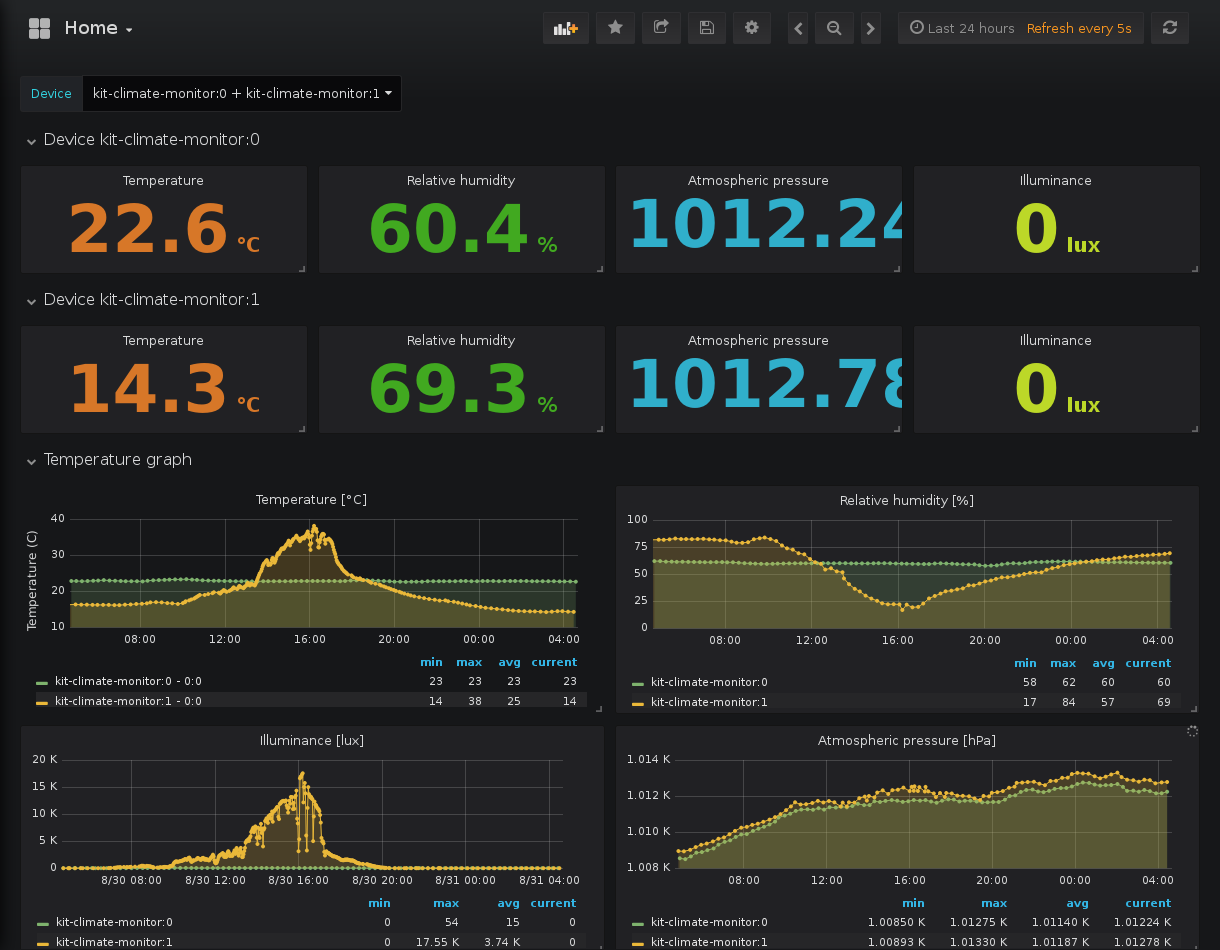 Home
Last 24 hours Refresh every 5s
Device kit-climate-monitor:0 + kit-climate-monitor:1
Device kit-climate-monitor:0
Temperature Relative humidity Atmospheric pressure Illuminance
22.6 °C 60.4 % 1012.24 0 lux
Device kit-climate-monitor:1
Temperature Relative humidity Atmospheric pressure Illuminance
14.3 °C 69.3 % 1012.78 0 lux
Temperature graph
Temperature [°C]
Temperature (C)
40
30
20
10
08:00 12:00 16:00 20:00 00:00 04:00
min max avg current
kit-climate-monitor:0 - 0:0 23 23 23 23
kit-climate-monitor:1 - 0:0 14 38 25 14
Relative humidity [%]
100
75
50
25
0
08:00 12:00 16:00 20:00 00:00 04:00
min max avg current
kit-climate-monitor:0 58 62 60 60
kit-climate-monitor:1 17 84 57 69
Illuminance [lux]
20 K
15 K
10 K
5 K
0
8/30 08:00 8/30 12:00 8/30 16:00 8/30 20:00 8/31 00:00 8/31 04:00
min max avg current
kit-climate-monitor:0 0 54 15 0
kit-climate-monitor:1 0 17.55 K 3.74 K 0
Atmospheric pressure [hPa]
1.014 K
1.012 K
1.010 K
1.008 K
08:00 12:00 16:00 20:00 00:00 04:00
min max avg current
kit-climate-monitor:0 1.00850 K 1.01275 K 1.01140 K 1.01224 K
kit-climate-monitor:1 1.00893 K 1.01330 K 1.01187 K 1.01278 K